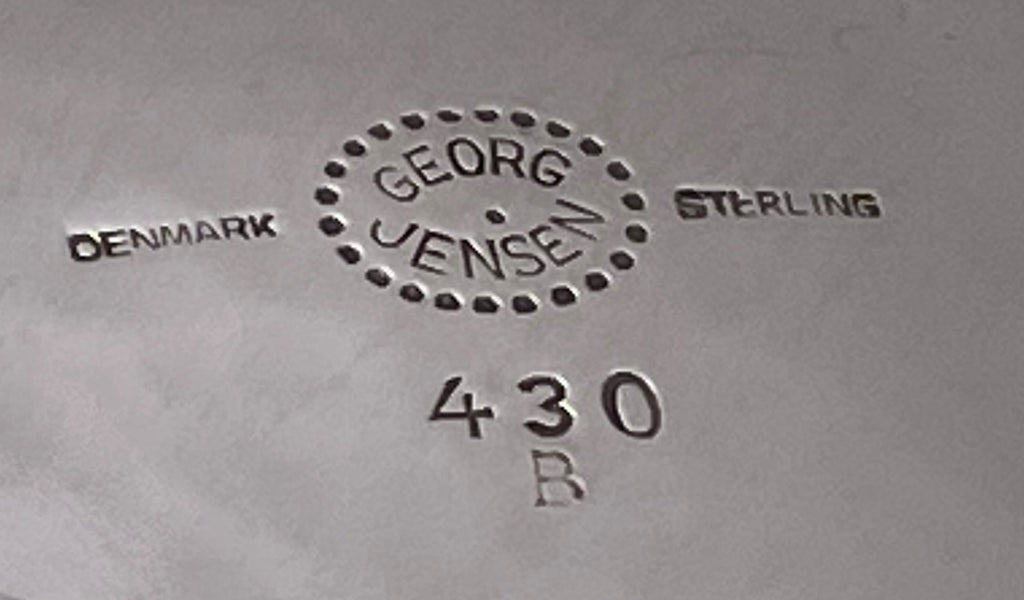 GEORG
JENSEN
DENMARK
STERLING
430
B